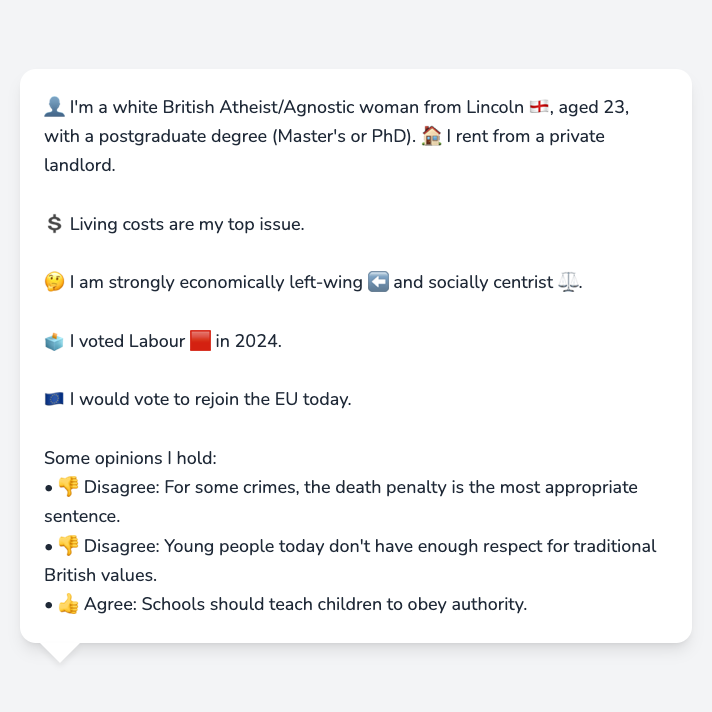 👤 I'm a white British Atheist/Agnostic woman from Lincoln 🏴󠁧󠁢󠁥󠁮󠁧󠁿, aged 23,
with a postgraduate degree (Master's or PhD). 🏠 I rent from a private
landlord.
💲 Living costs are my top issue.
🤔 I am strongly economically left-wing ⬅️ and socially centrist ⚖️.
🗳️ I voted Labour 🟥 in 2024.
🇪🇺 I would vote to rejoin the EU today.
Some opinions I hold:
• 👎 Disagree: For some crimes, the death penalty is the most appropriate
sentence.
• 👎 Disagree: Young people today don't have enough respect for traditional
British values.
• 👍 Agree: Schools should teach children to obey authority.